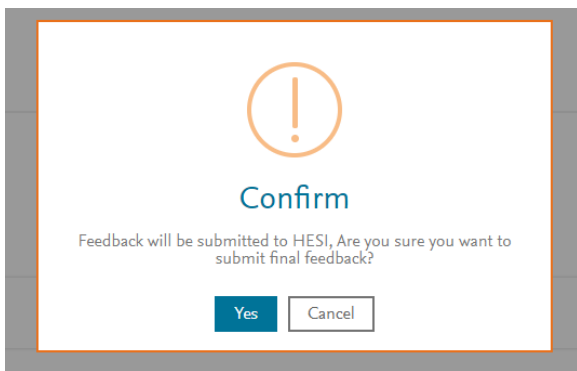 Confirm
Feedback will be submitted to HESI, Are you sure you want to
submit final feedback?
Yes
Cancel